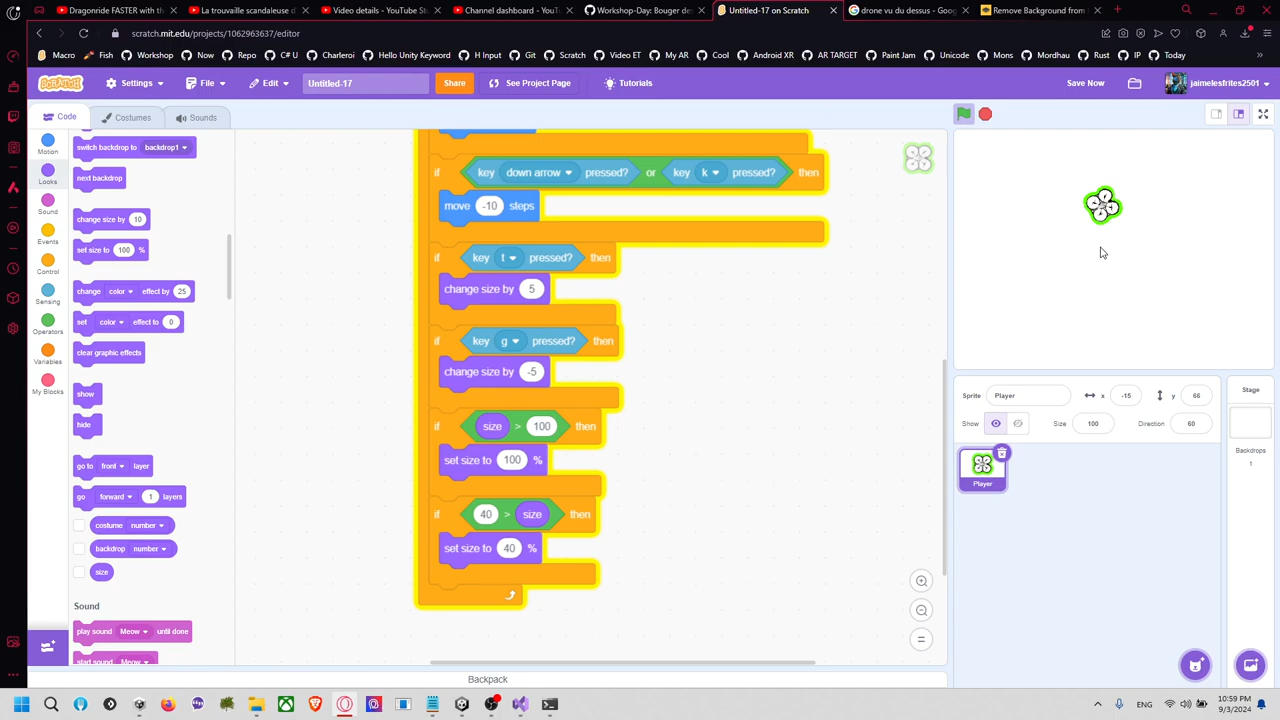 Dragonride FASTER with th
La trouvaille scandaleuse d
Video details - YouTube St
Channel dashboard - YouTu
Workshop-Day: Bouger des
Untitled-17 on Scratch
drone vu du dessus - Goog
Remove Background from I
scratch.mit.edu/projects/1062963637/editor
Macro
Fish
Workshop
Now
Repo
C# U
Charleroi
Hello Unity Keyword
H Input
Git
Scratch
Video ET
My AR
Cool
Android XR
AR TARGET
Paint Jam
Unicode
Mons
Mordhau
Rust
IP
Today
SCRATCH
Settings
File
Edit
Untitled-17
Share
See Project Page
Tutorials
Save Now
jaimelesfrites2501
Code
Costumes
Sounds
Motion
Looks
Sound
Events
Control
Sensing
Operators
Variables
My Blocks
switch backdrop to backdrop1
next backdrop
change size by 10
set size to 100 %
change color effect by 25
set color effect to 0
clear graphic effects
show
hide
go to front layer
go forward 1 layers
costume number
backdrop number
size
Sound
play sound Meow until done
start sound Meow
if key down arrow pressed? or key k pressed? then
move -10 steps
if key t pressed? then
change size by 5
if key g pressed? then
change size by -5
if size > 100 then
set size to 100 %
if 40 > size then
set size to 40 %
Backpack
Sprite Player x -15 y 66
Show Size 100 Direction 60
Player
Stage
Backdrops
1
ENG
10:59 PM
9/3/2024